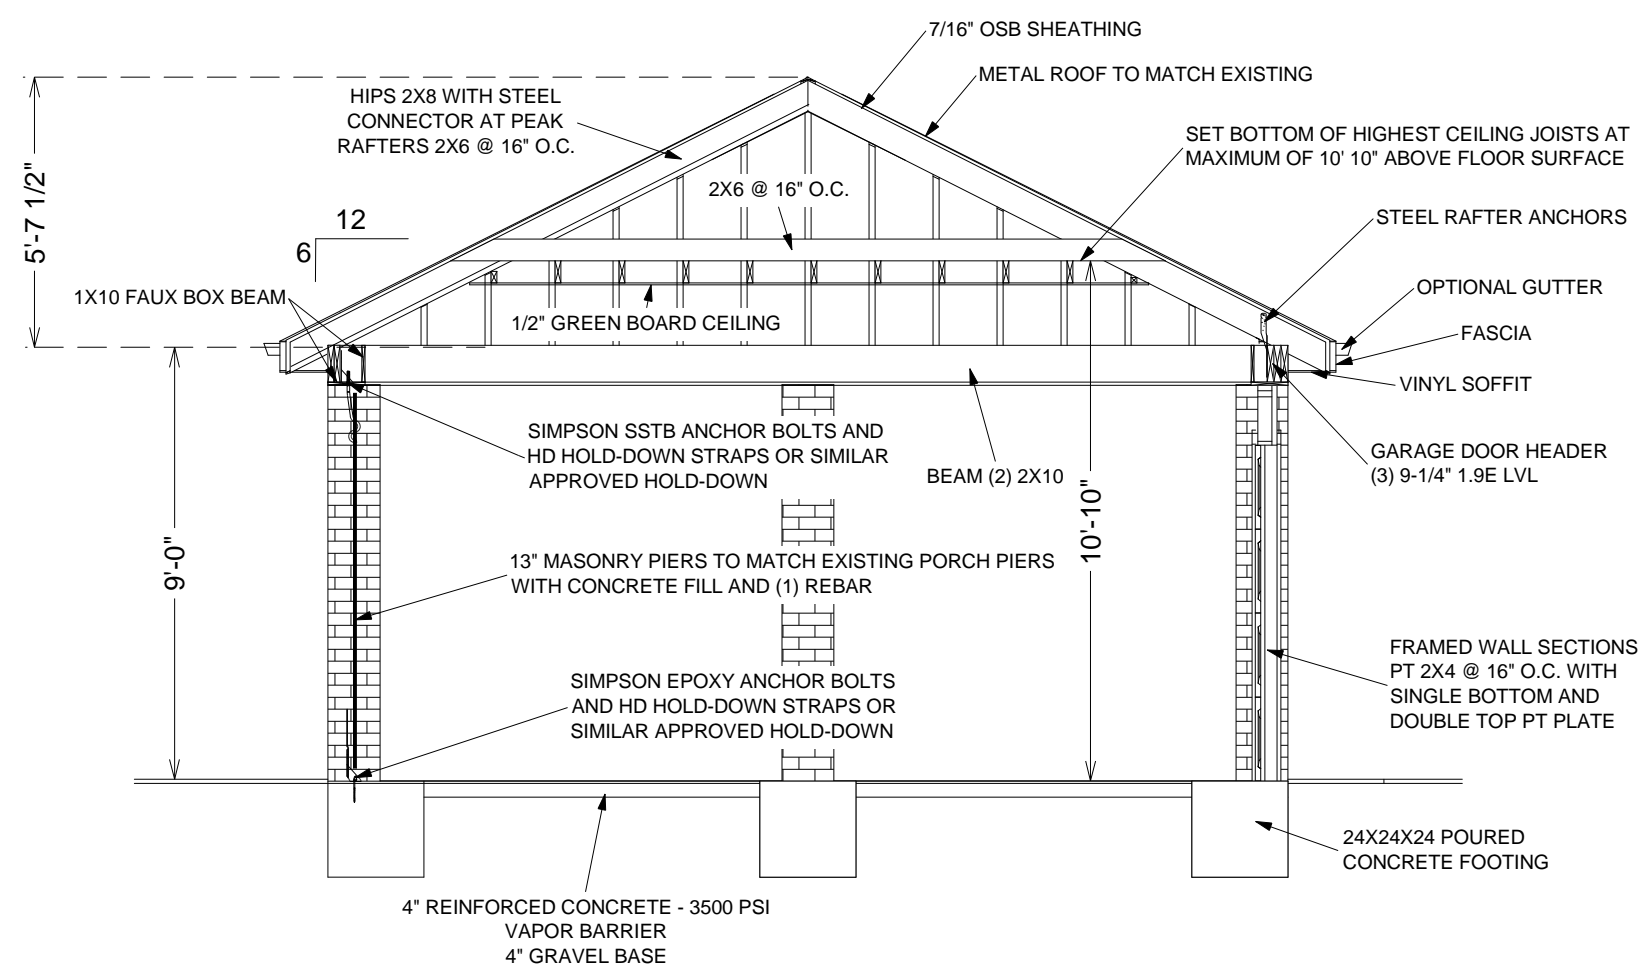 7/16" OSB SHEATHING
METAL ROOF TO MATCH EXISTING
HIPS 2X8 WITH STEEL
CONNECTOR AT PEAK
RAFTERS 2X6 @ 16" O.C.
SET BOTTOM OF HIGHEST CEILING JOISTS AT
MAXIMUM OF 10' 10" ABOVE FLOOR SURFACE
5'-7 1/2"
2X6 @ 16" O.C.
12
6
STEEL RAFTER ANCHORS
1X10 FAUX BOX BEAM
OPTIONAL GUTTER
1/2" GREEN BOARD CEILING
FASCIA
VINYL SOFFIT
SIMPSON SSTB ANCHOR BOLTS AND
HD HOLD-DOWN STRAPS OR SIMILAR
APPROVED HOLD-DOWN
BEAM (2) 2X10
GARAGE DOOR HEADER
(3) 9-1/4" 1.9E LVL
9'-0"
10'-10"
13" MASONRY PIERS TO MATCH EXISTING PORCH PIERS
WITH CONCRETE FILL AND (1) REBAR
FRAMED WALL SECTIONS
PT 2X4 @ 16" O.C. WITH
SINGLE BOTTOM AND
DOUBLE TOP PT PLATE
SIMPSON EPOXY ANCHOR BOLTS
AND HD HOLD-DOWN STRAPS OR
SIMILAR APPROVED HOLD-DOWN
24X24X24 POURED
CONCRETE FOOTING
4" REINFORCED CONCRETE - 3500 PSI
VAPOR BARRIER
4" GRAVEL BASE